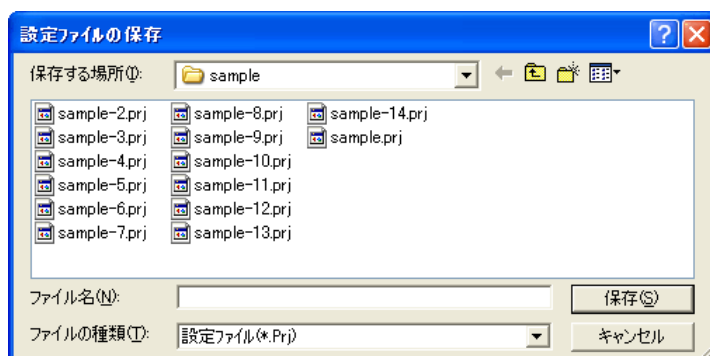 設定ファイルの保存
保存する場所(I):
sample
sample-2.prj
sample-3.prj
sample-4.prj
sample-5.prj
sample-6.prj
sample-7.prj
sample-8.prj
sample-9.prj
sample-10.prj
sample-11.prj
sample-12.prj
sample-13.prj
sample-14.prj
sample.prj
ファイル名(N):
保存(S)
ファイルの種類(T):
設定ファイル(*.Prj)
キャンセル